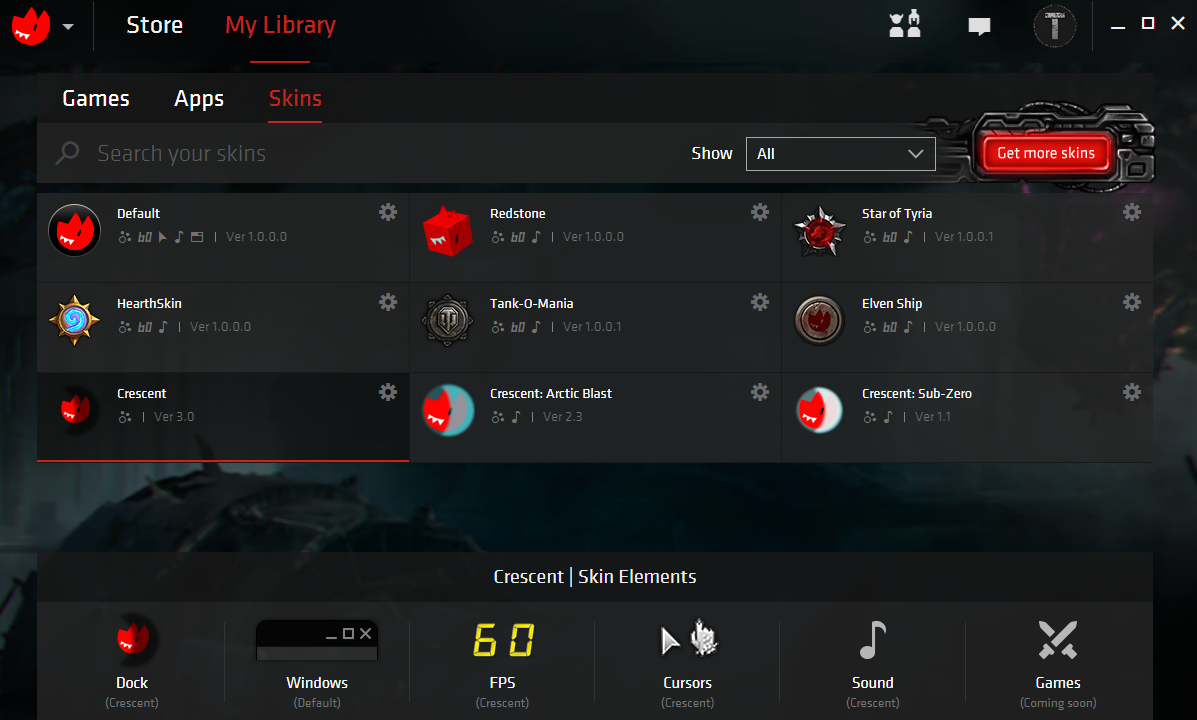 Store My Library
Games Apps Skins
Search your skins Show All Get more skins
Default Redstone Star of Tyria
60 | Ver 1.0.0.0 60 | Ver 1.0.0.0 60 | Ver 1.0.0.1
HearthSkin Tank-O-Mania Elven Ship
60 | Ver 1.0.0.0 60 | Ver 1.0.0.1 60 | Ver 1.0.0.0
Crescent Crescent: Arctic Blast Crescent: Sub-Zero
| Ver 3.0 | Ver 2.3 | Ver 1.1
Crescent | Skin Elements
60
Dock Windows FPS Cursors Sound Games
(Crescent) (Default) (Crescent) (Crescent) (Crescent) (Coming soon)